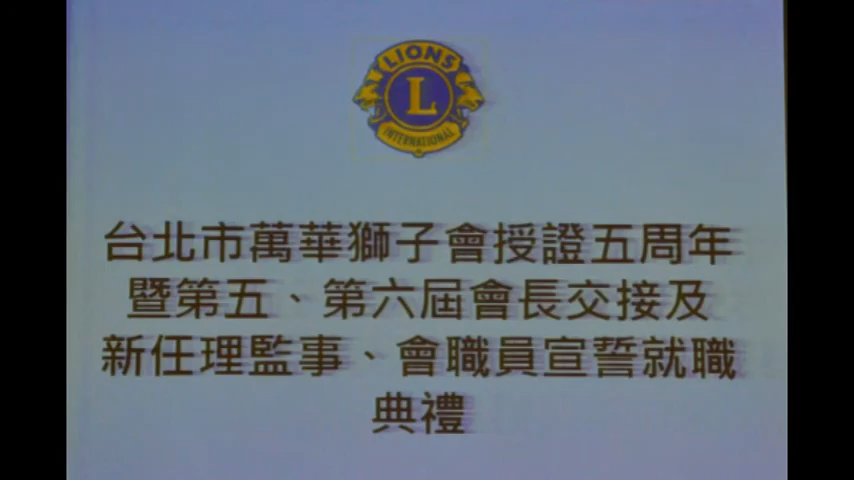 LIONS
L
INTERNATIONAL
台北市萬華獅子會授證五周年
暨第五、第六屆會長交接及
新任理監事、會職員宣誓就職
典禮